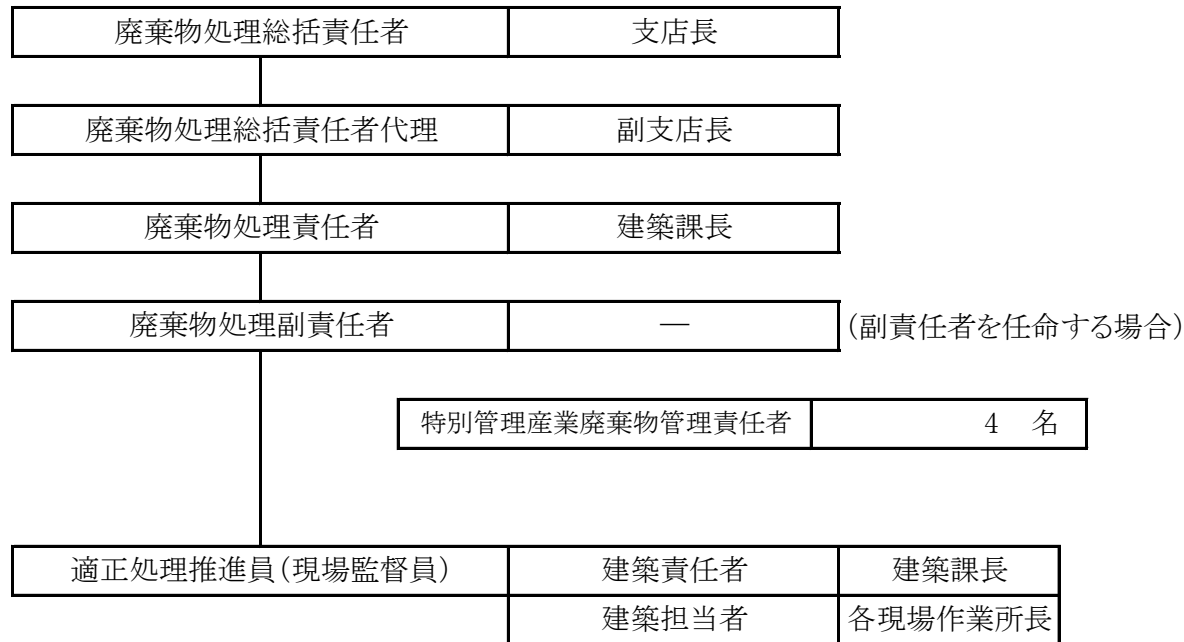 廃棄物処理総括責任者 支店長
廃棄物処理総括責任者代理 副支店長
廃棄物処理責任者 建築課長
廃棄物処理副責任者 ― (副責任者を任命する場合)
特別管理産業廃棄物管理責任者 4 名
適正処理推進員(現場監督員) 建築責任者 建築課長
建築担当者 各現場作業所長